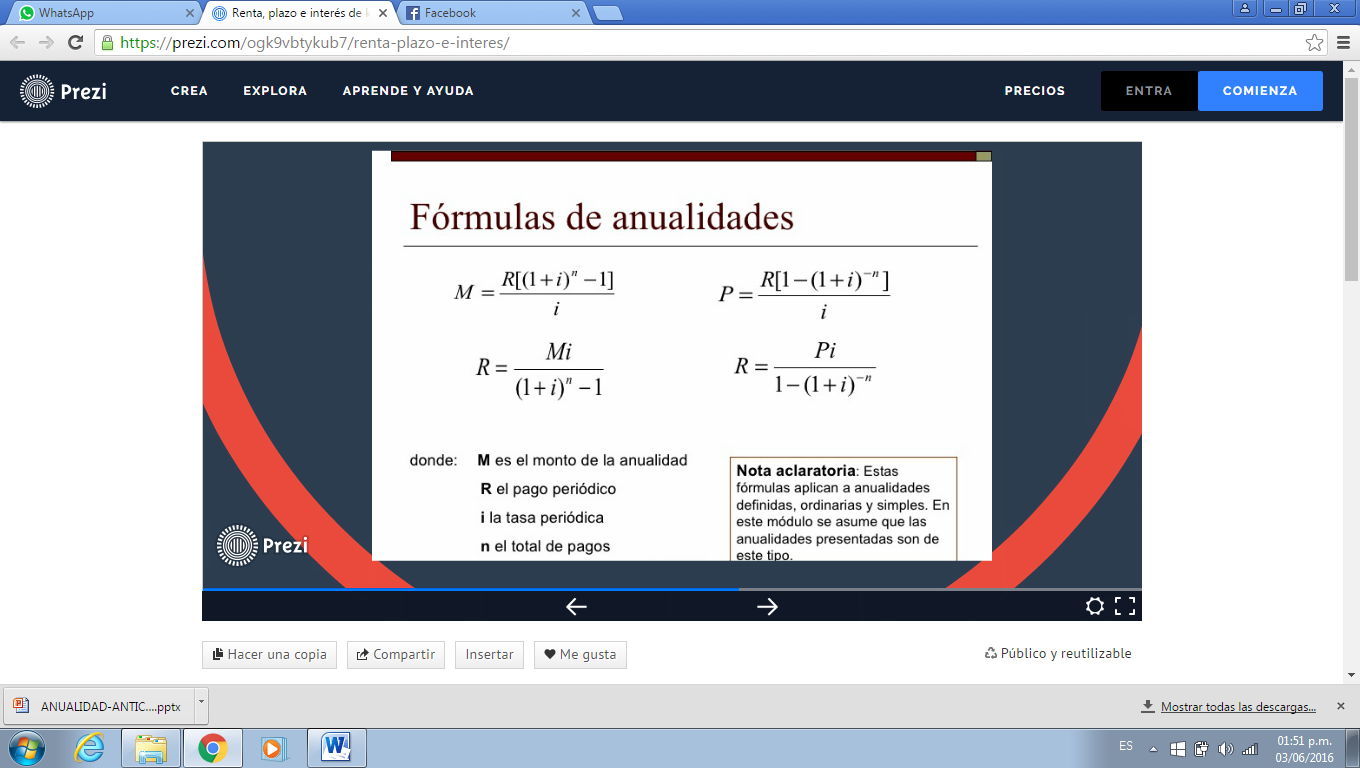 WhatsApp
Renta, plazo e interés de l
Facebook
https://prezi.com/ogk9vbtykub7/renta-plazo-e-interes/
Prezi
CREA
EXPLORA
APRENDE Y AYUDA
PRECIOS
ENTRA
COMIENZA
Fórmulas de anualidades
M = R[(1+i)^n − 1] / i
P = R[1−(1+i)^−n] / i
R = Mi / (1+i)^n − 1
R = Pi / 1−(1+i)^−n
donde: M es el monto de la anualidad
R el pago periódico
i la tasa periódica
n el total de pagos
Nota aclaratoria: Estas
fórmulas aplican a anualidades
definidas, ordinarias y simples. En
este módulo se asume que las
anualidades presentadas son de
este tipo.
Prezi
Hacer una copia
Compartir
Insertar
Me gusta
Público y reutilizable
ANUALIDAD-ANTIC....pptx
Mostrar todas las descargas...
ES
01:51 p.m.
03/06/2016